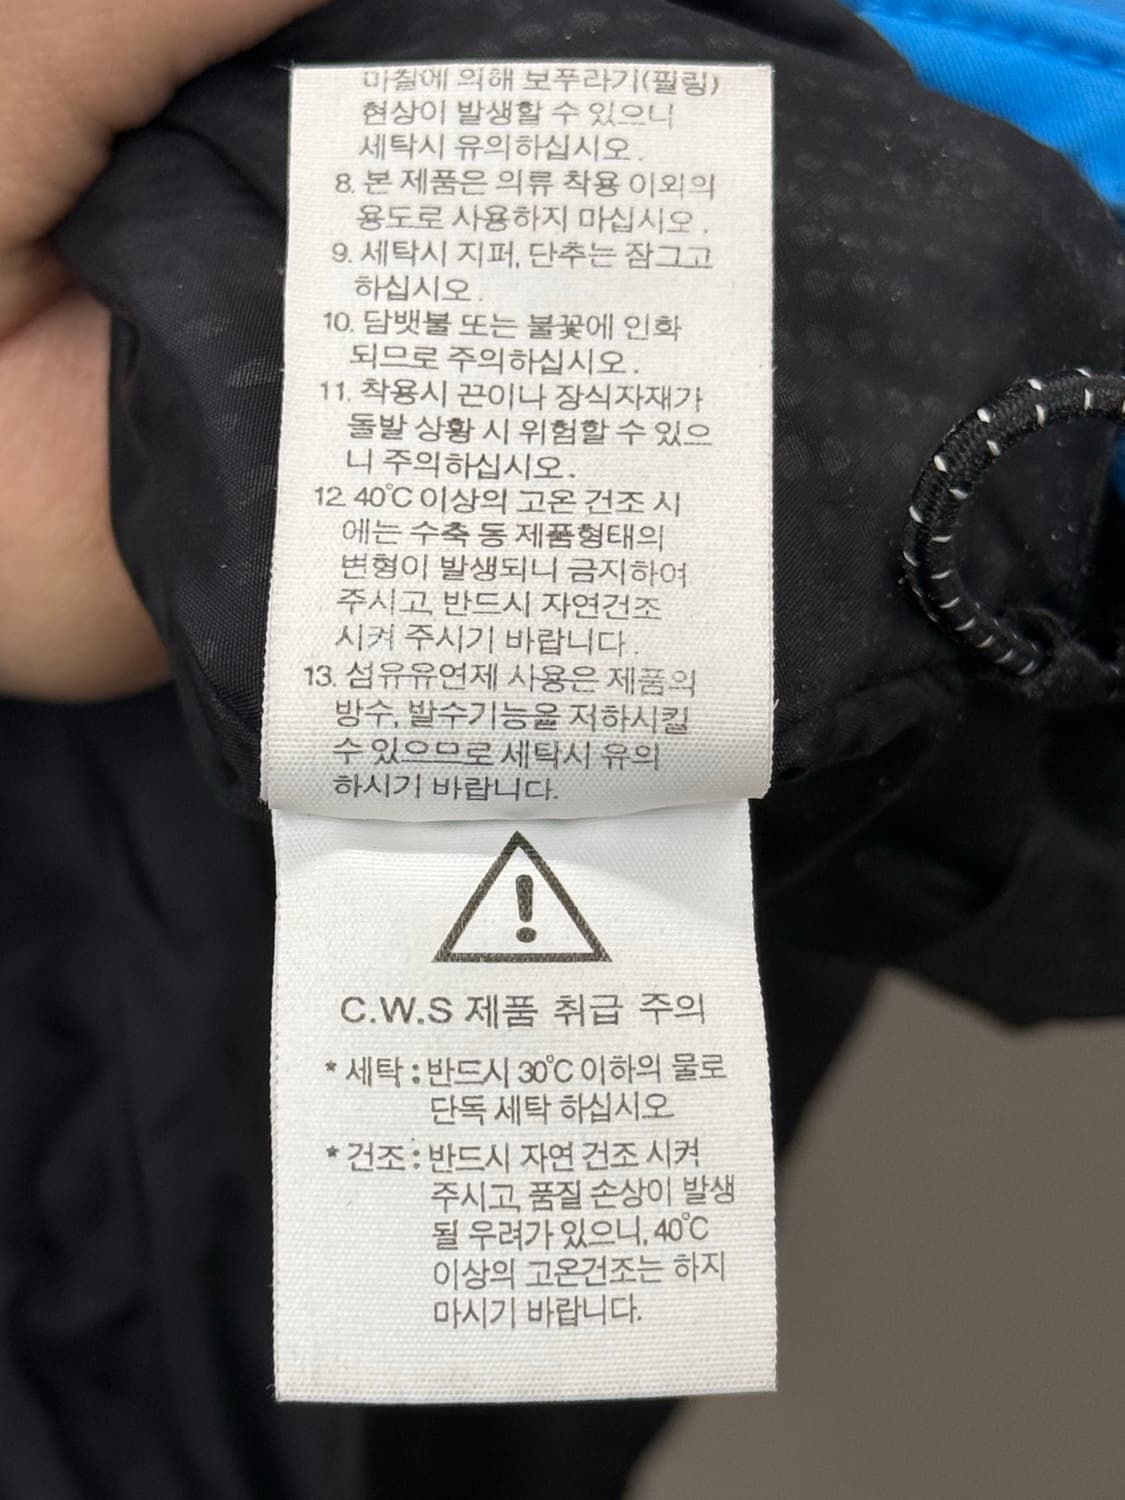 마찰에 의해 보푸라기(필링)
현상이 발생할 수 있으니
세탁시 유의하십시오.
8. 본 제품은 의류 착용 이외의
용도로 사용하지 마십시오.
9. 세탁시 지퍼, 단추는 잠그고
하십시오.
10. 담뱃불 또는 불꽃에 인화
되므로 주의하십시오.
11. 착용시 끈이나 장식자재가
돌발 상황 시 위험할 수 있으
니 주의하십시오.
12. 40℃ 이상의 고온 건조 시
에는 수축 동 제품형태의
변형이 발생되니 금지하여
주시고, 반드시 자연건조
시켜 주시기 바랍니다.
13. 섬유유연제 사용은 제품의
방수, 발수기능을 저하시킬
수 있으므로 세탁시 유의
하시기 바랍니다.
C.W.S 제품 취급 주의
* 세탁 : 반드시 30℃ 이하의 물로
단독 세탁 하십시오
* 건조 : 반드시 자연 건조 시켜
주시고, 품질 손상이 발생
될 우려가 있으니, 40℃
이상의 고온건조는 하지
마시기 바랍니다.